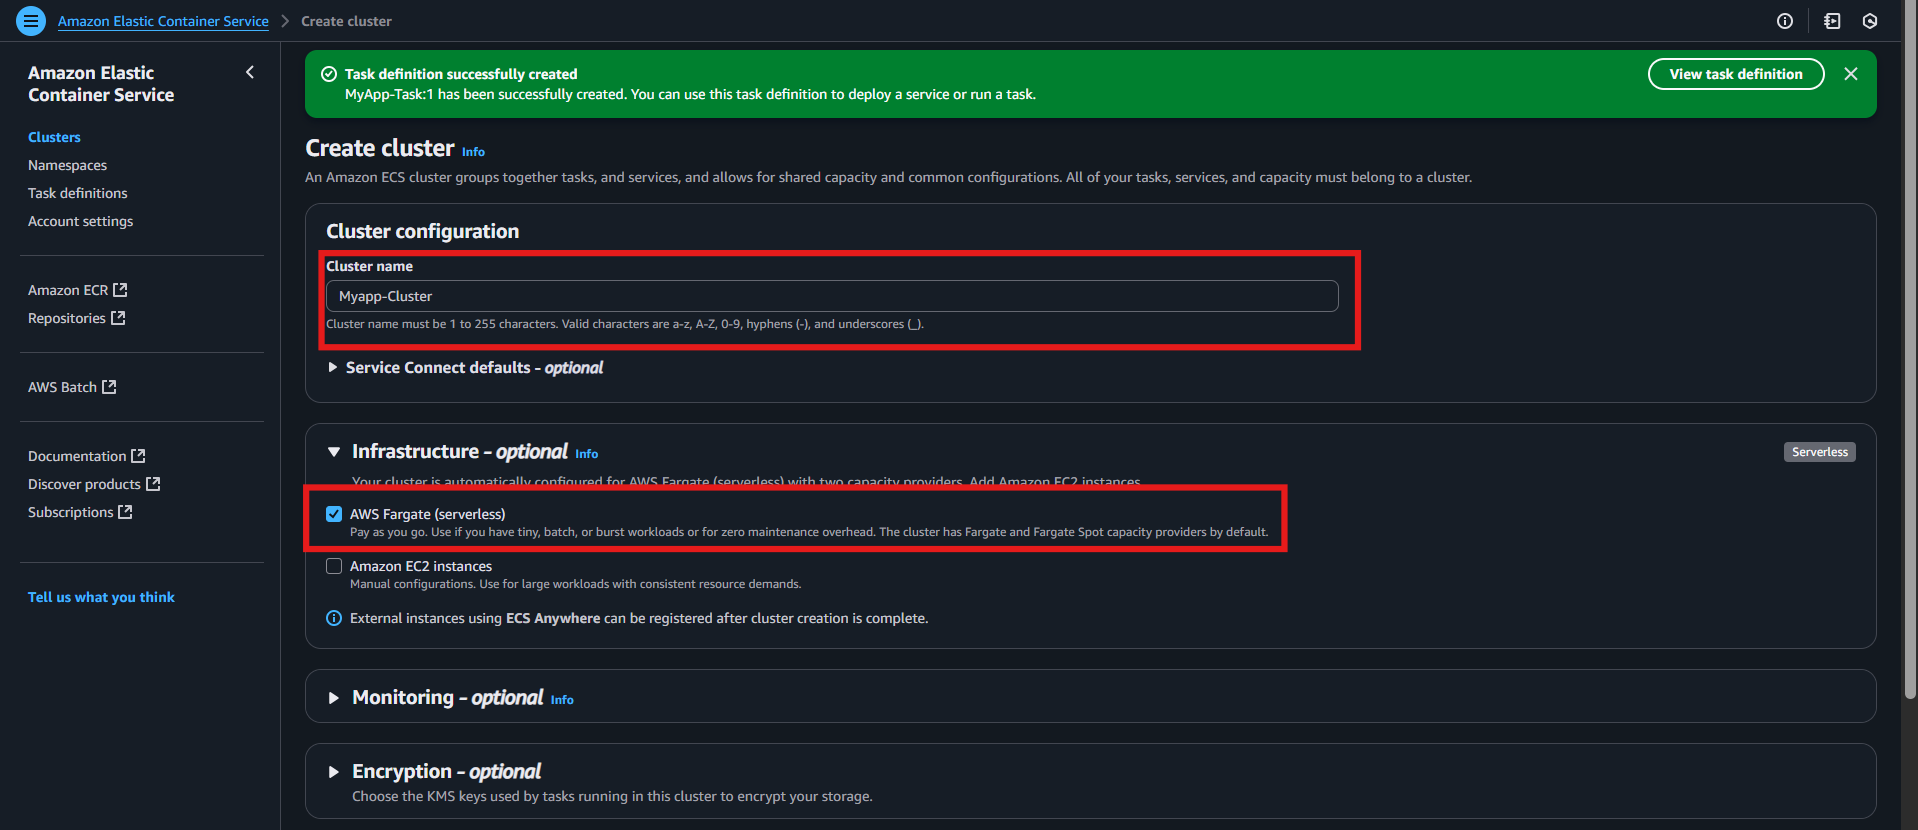 Amazon Elastic Container Service > Create cluster
Amazon Elastic
Container Service
Clusters
Namespaces
Task definitions
Account settings
Amazon ECR
Repositories
AWS Batch
Documentation
Discover products
Subscriptions
Tell us what you think
Task definition successfully created
MyApp-Task:1 has been successfully created. You can use this task definition to deploy a service or run a task.
View task definition
Create cluster Info
An Amazon ECS cluster groups together tasks, and services, and allows for shared capacity and common configurations. All of your tasks, services, and capacity must belong to a cluster.
Cluster configuration
Cluster name
Myapp-Cluster
Cluster name must be 1 to 255 characters. Valid characters are a-z, A-Z, 0-9, hyphens (-), and underscores (_).
Service Connect defaults - optional
Infrastructure - optional Info
Serverless
Your cluster is automatically configured for AWS Fargate (serverless) with two capacity providers. Add Amazon EC2 instances.
AWS Fargate (serverless)
Pay as you go. Use if you have tiny, batch, or burst workloads or for zero maintenance overhead. The cluster has Fargate and Fargate Spot capacity providers by default.
Amazon EC2 instances
Manual configurations. Use for large workloads with consistent resource demands.
External instances using ECS Anywhere can be registered after cluster creation is complete.
Monitoring - optional Info
Encryption - optional
Choose the KMS keys used by tasks running in this cluster to encrypt your storage.